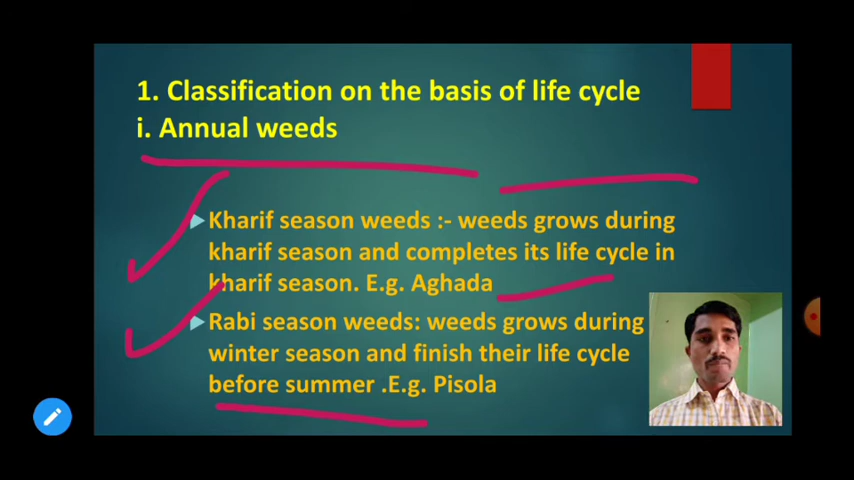 1. Classification on the basis of life cycle
i. Annual weeds
Kharif season weeds :- weeds grows during
kharif season and completes its life cycle in
kharif season. E.g. Aghada
Rabi season weeds: weeds grows during
winter season and finish their life cycle
before summer .E.g. Pisola